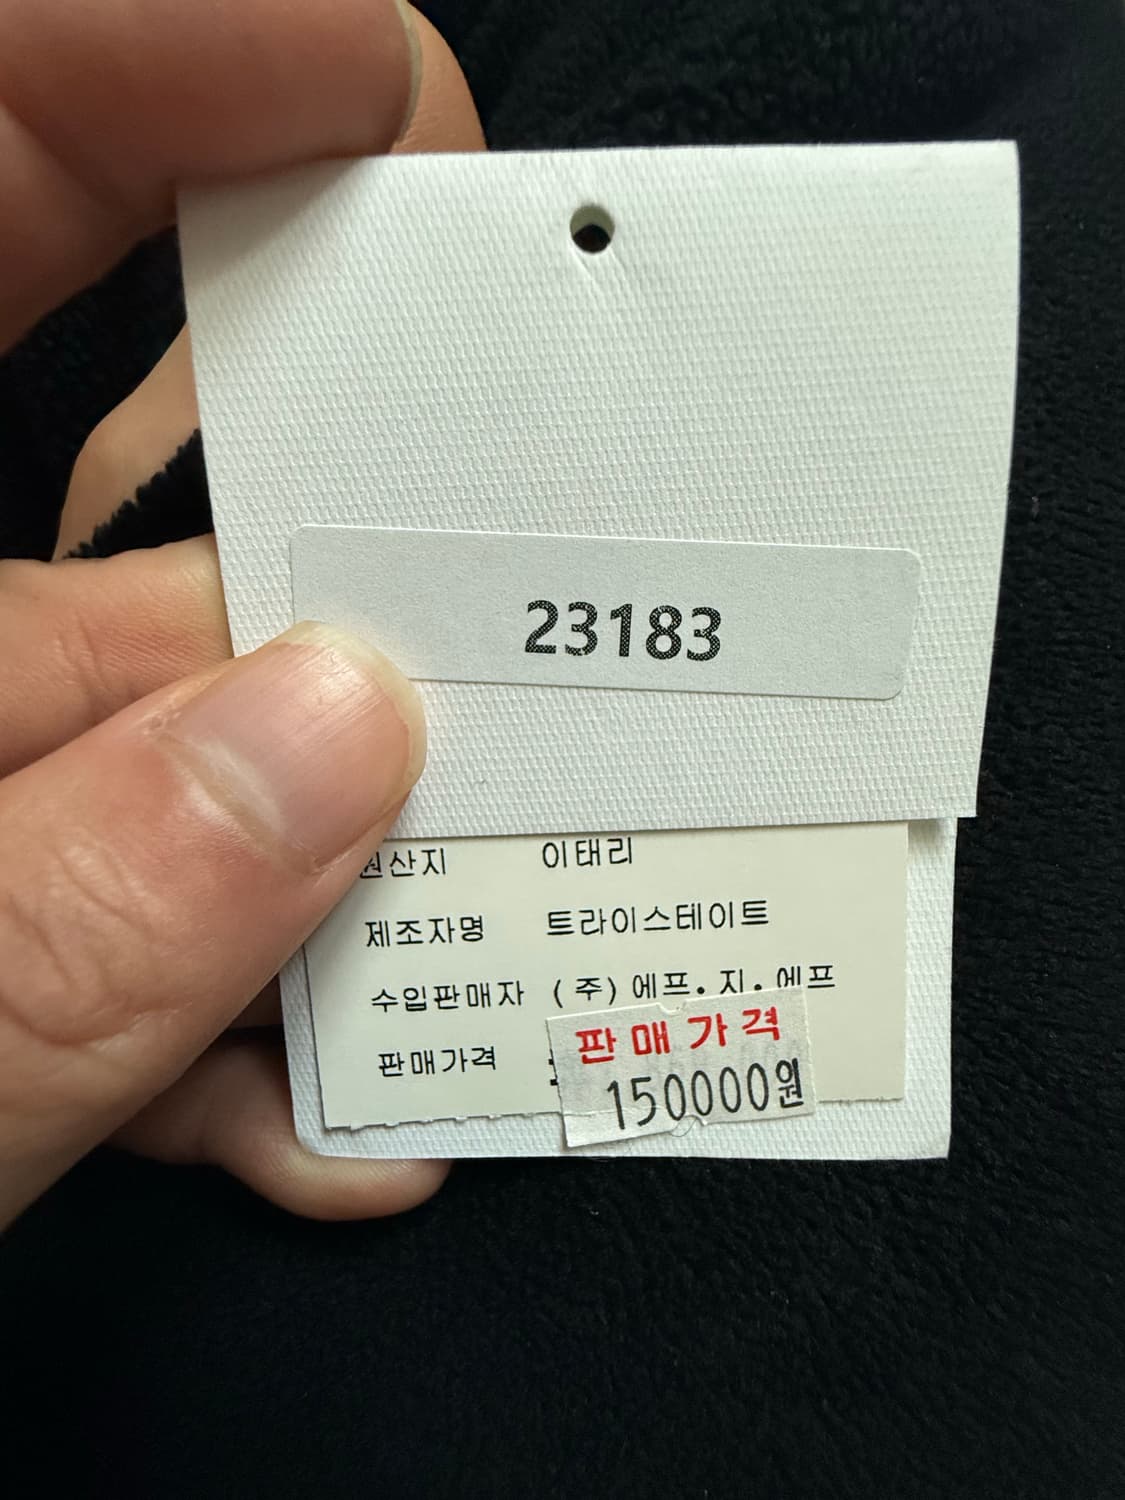 23183
원산지 이태리
제조자명 트라이스테이트
수입판매자 (주) 에프.지.에프
판매가격
판매가격
150000원